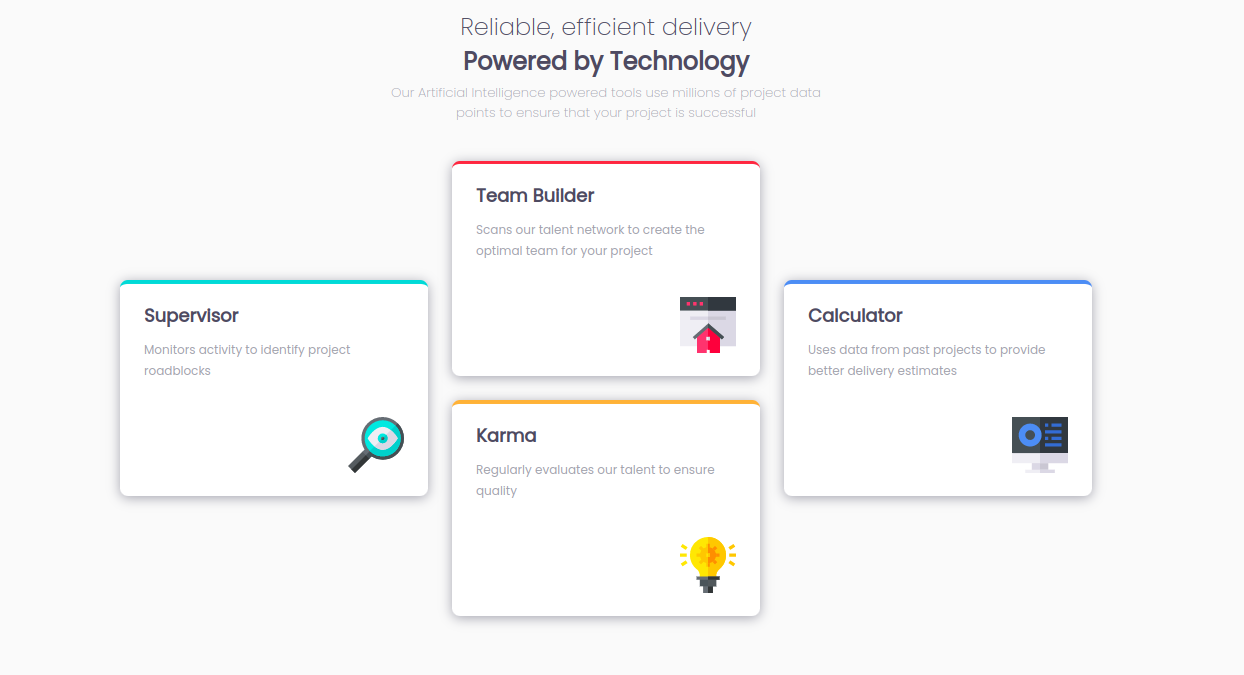 Reliable, efficient delivery
Powered by Technology
Our Artificial Intelligence powered tools use millions of project data
points to ensure that your project is successful
Supervisor
Monitors activity to identify project
roadblocks
Team Builder
Scans our talent network to create the
optimal team for your project
Karma
Regularly evaluates our talent to ensure
quality
Calculator
Uses data from past projects to provide
better delivery estimates